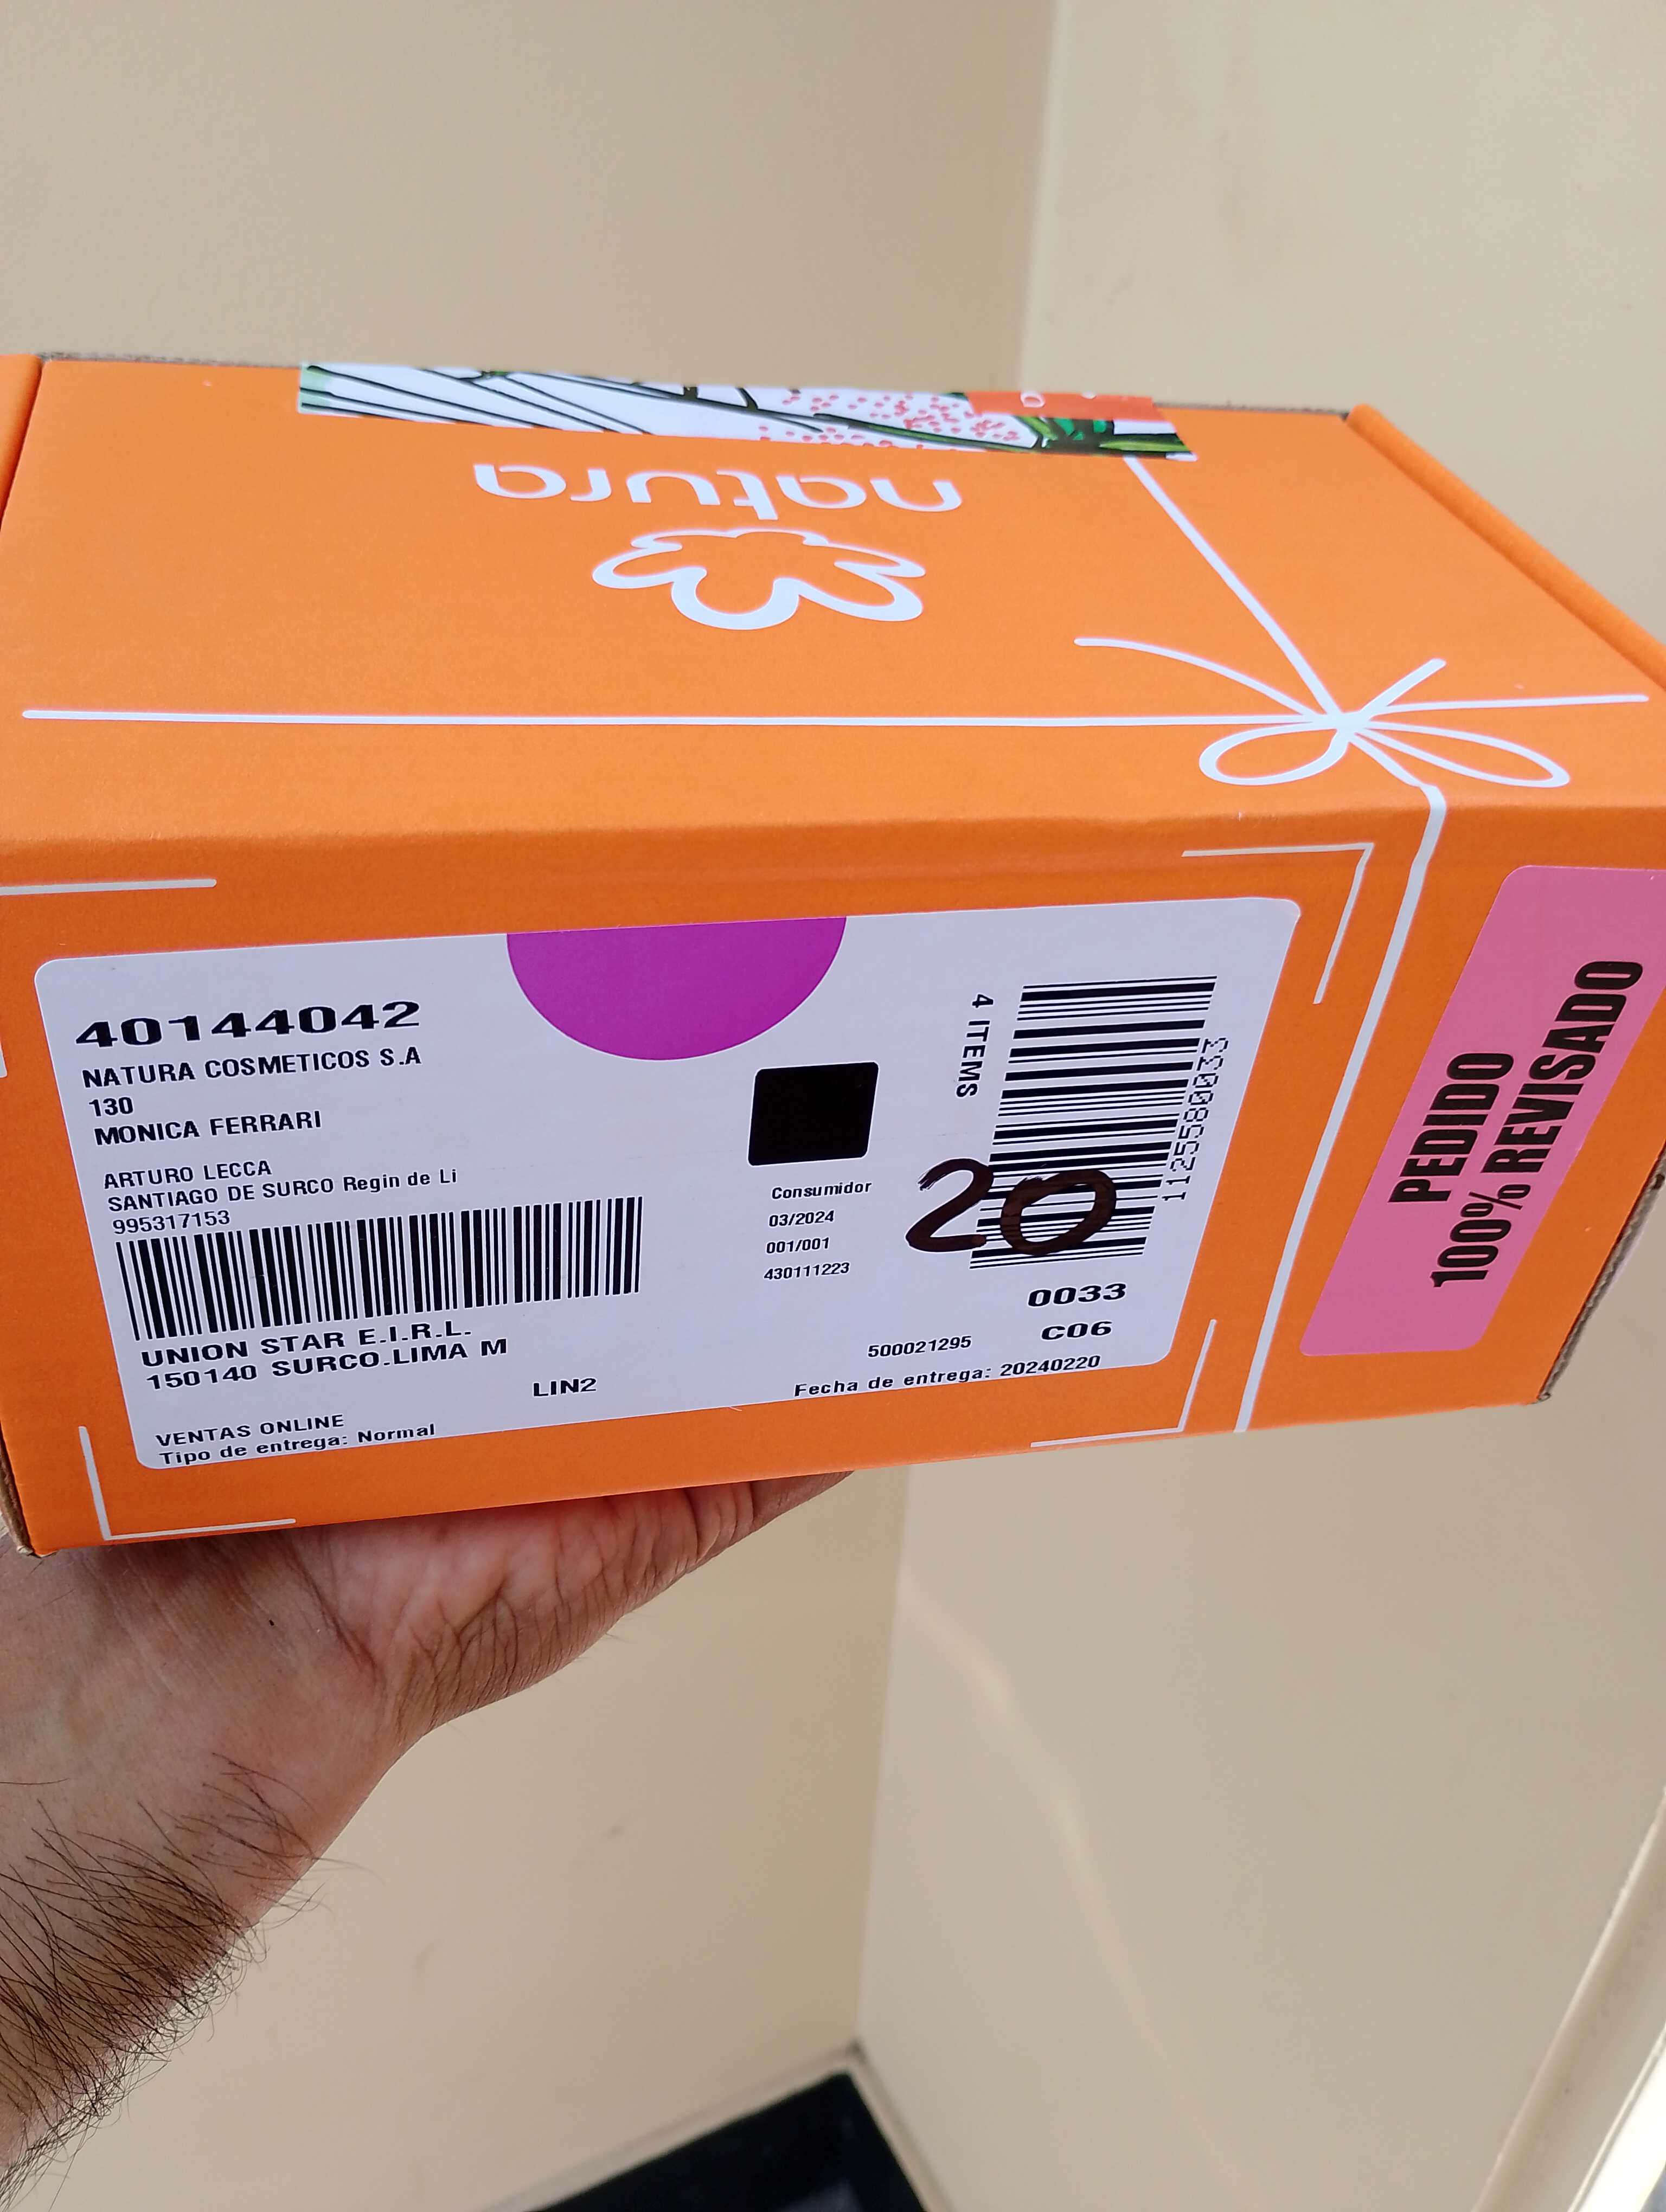 natura
40144042
NATURA COSMETICOS S.A
130
MONICA FERRARI
ARTURO LECCA
SANTIAGO DE SURCO Regin de Li
995317153
UNION STAR E.I.R.L.
150140 SURCO.LIMA M
LIN2
VENTAS ONLINE
Tipo de entrega: Normal
Consumidor
03/2024
001/001
430111223
4 ITEMS
1125580033
20
0033
C06
500021295
Fecha de entrega: 20240220
PEDIDO
100% REVISADO